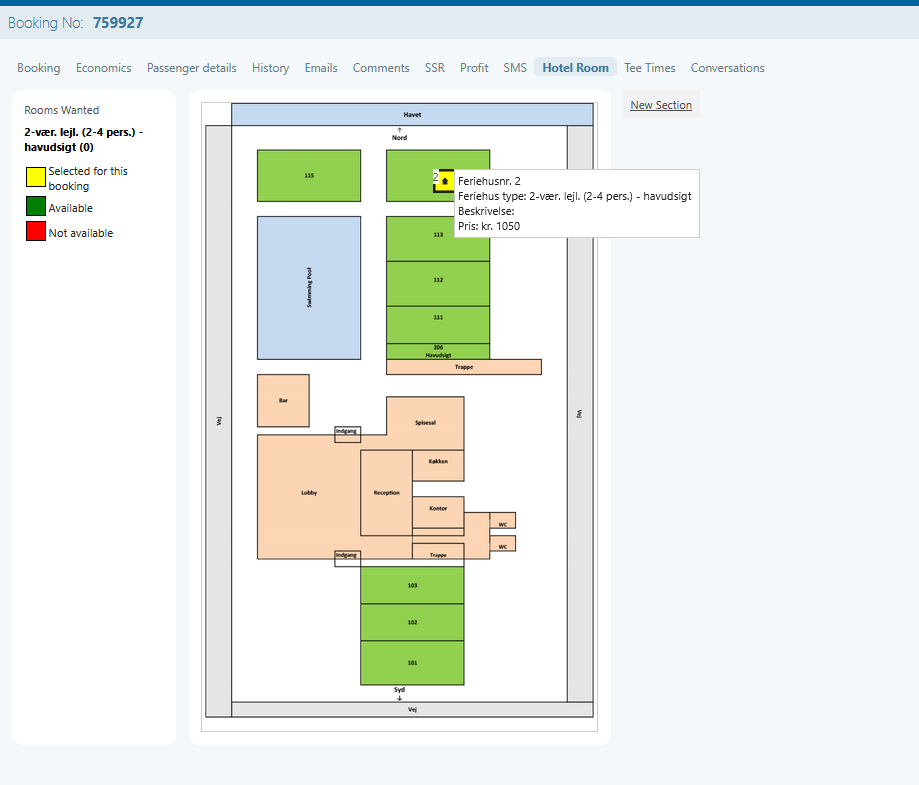 Booking No: 759927
Booking Economics Passenger details History Emails Comments SSR Profit SMS Hotel Room Tee Times Conversations
Rooms Wanted
2-vær. lejl. (2-4 pers.) -
havudsigt (0)
Selected for this
booking
Available
Not available
New Section
Havet
Nord
115
2
Feriehusnr. 2
Feriehus type: 2-vær. lejl. (2-4 pers.) - havudsigt
Beskrivelse:
Pris: kr. 1050
113
Swimming Pool
112
111
206
Havudsigt
Trappe
Bar
Vej
Vej
Spisesal
Indgang
Køkken
Lobby
Reception
Kontor
WC
WC
Indgang
Trappe
103
102
101
Syd
Vej